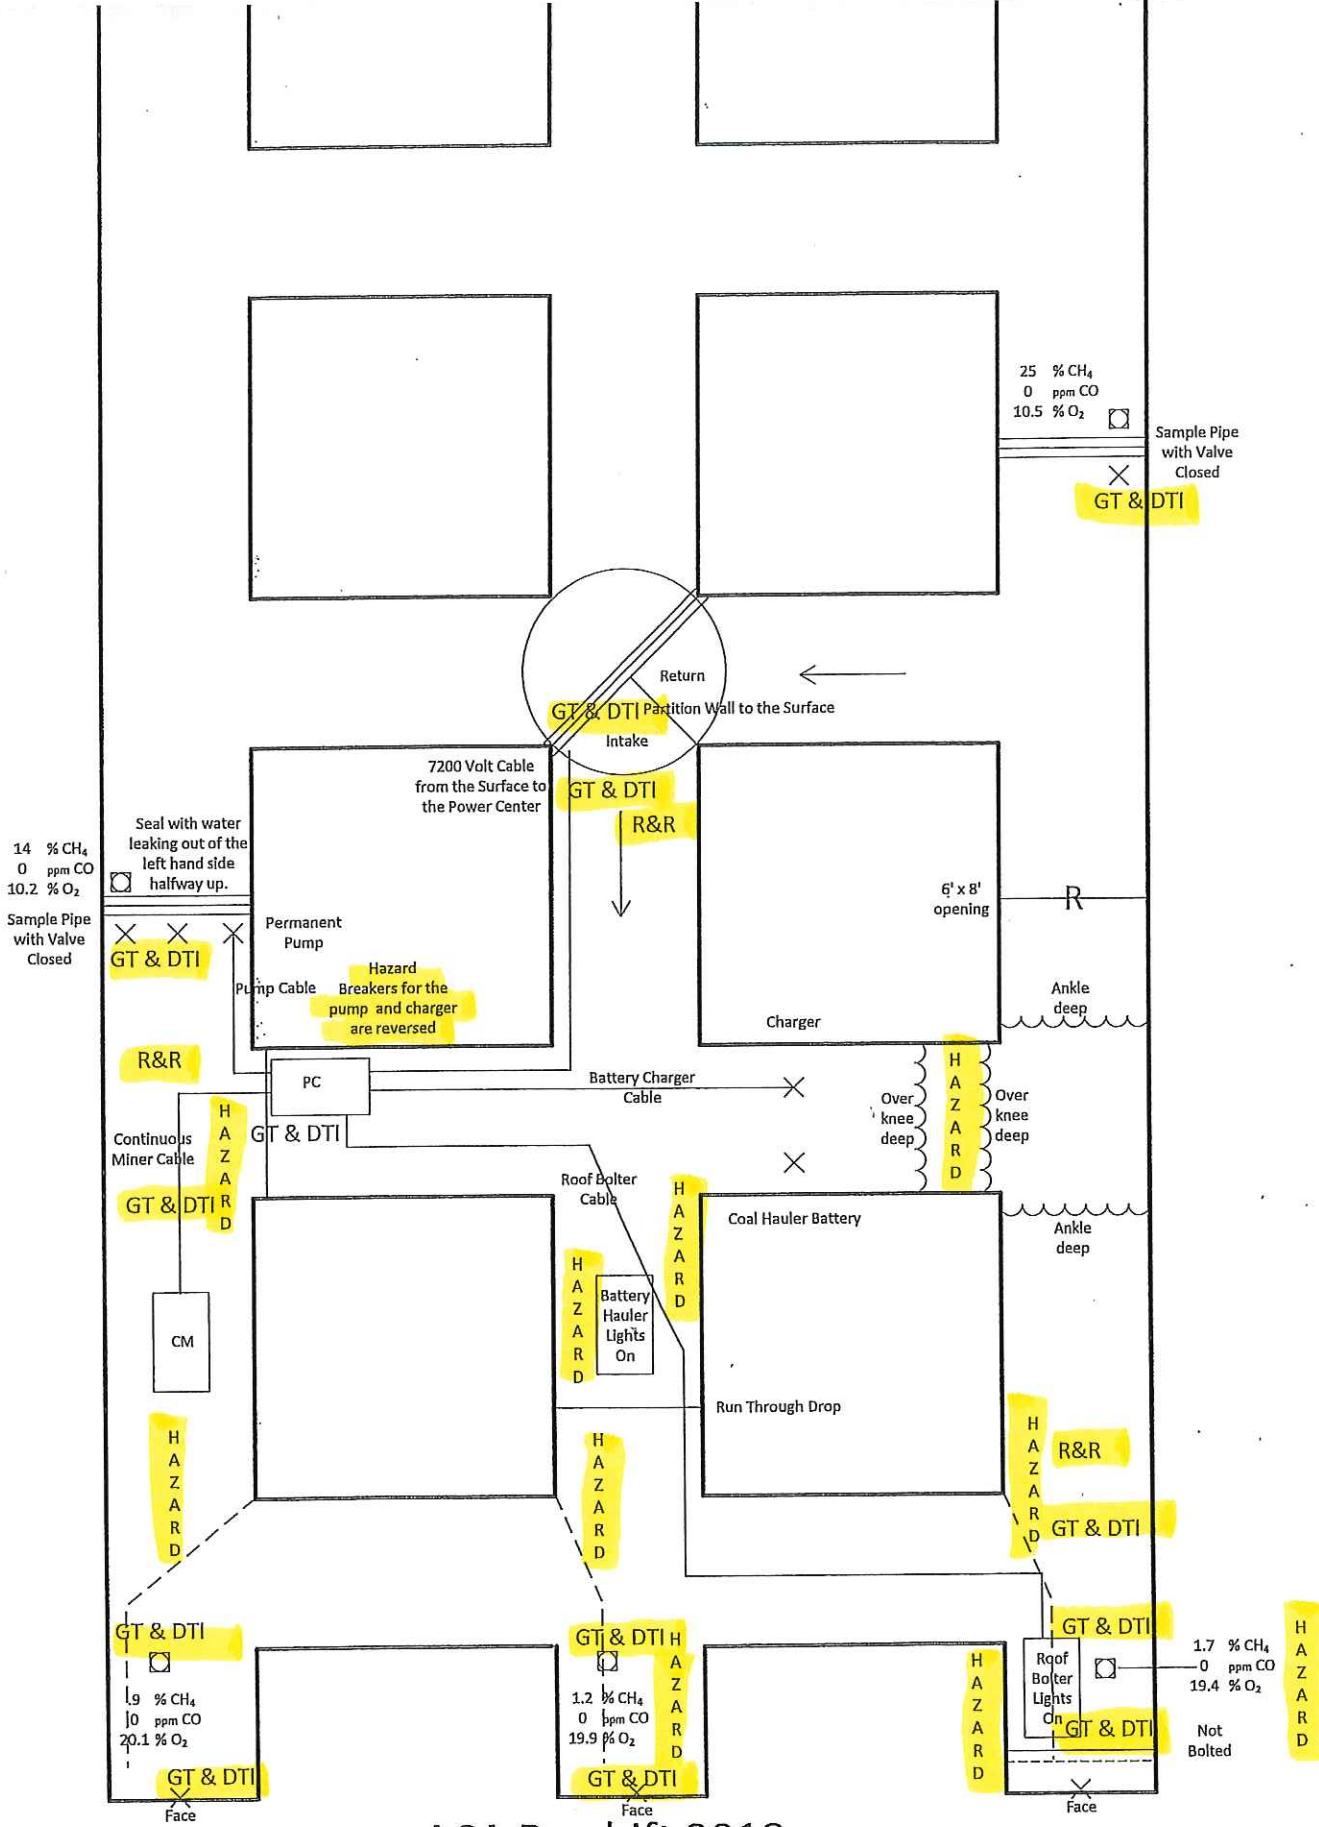 25 % CH₄
0 ppm CO
10.5 % O₂
Sample Pipe
with Valve
Closed
GT & DTI
Return
GT & DTI
Partition Wall to the Surface
Intake
7200 Volt Cable
from the Surface to
the Power Center
GT & DTI
R&R
Seal with water
leaking out of the
left hand side
halfway up.
14 % CH₄
0 ppm CO
10.2 % O₂
Sample Pipe
with Valve
Closed
GT & DTI
Permanent
Pump
6' x 8'
opening
R
Pump Cable
Hazard
Breakers for the
pump and charger
are reversed
Ankle
deep
Charger
R&R
PC
Battery Charger
Cable
HAZARD
Over
knee
deep
Over
knee
deep
HAZARD
GT & DTI
Continuous
Miner Cable
GT & DTI
Roof Bolter
Cable
HAZARD
Coal Hauler Battery
Ankle
deep
HAZARD
Battery
Hauler
Lights
On
CM
Run Through Drop
HAZARD
HAZARD
HAZARD
R&R
GT & DTI
GT & DTI
GT & DTI
HAZARD
GT & DTI
HAZARD
Roof
Bolter
Lights
On
1.7 % CH₄
0 ppm CO
19.4 % O₂
HAZARD
.9 % CH₄
0 ppm CO
20.1 % O₂
1.2 % CH₄
0 ppm CO
19.9 % O₂
GT & DTI
Not
Bolted
GT & DTI
GT & DTI
Face
Face
Face